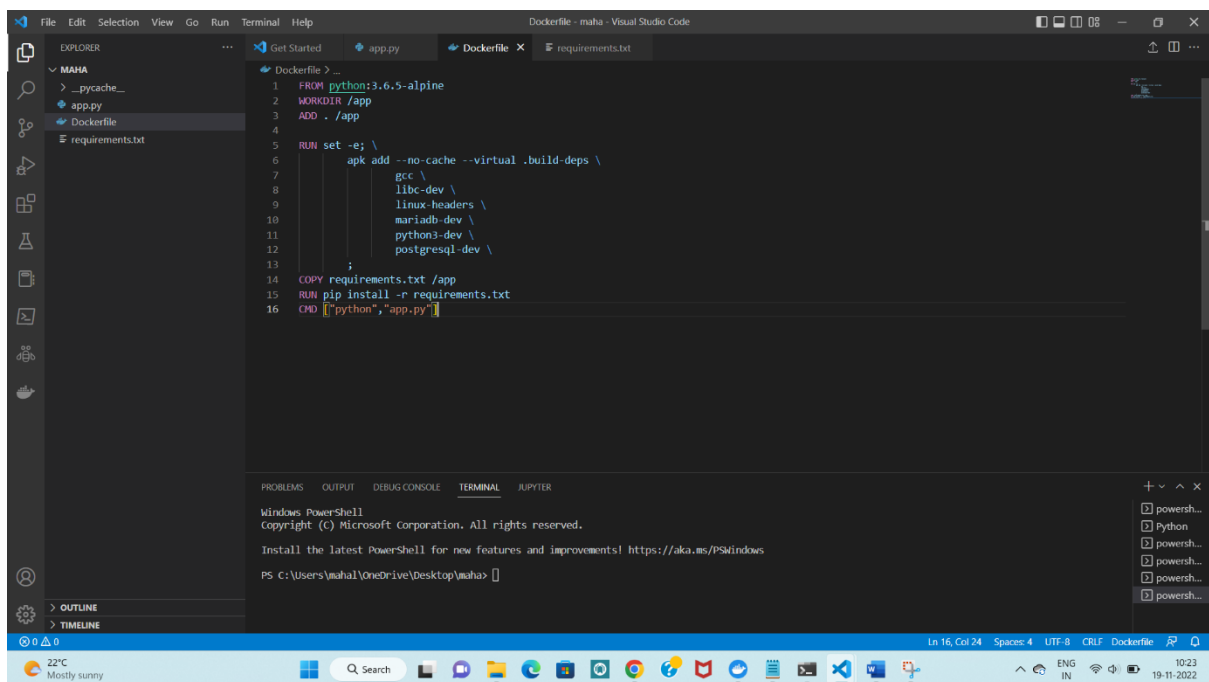 File Edit Selection View Go Run Terminal Help
Dockerfile - maha - Visual Studio Code
EXPLORER
Get Started
app.py
Dockerfile
requirements.txt
MAHA
__pycache__
app.py
Dockerfile
requirements.txt
Dockerfile > ...
1 FROM python:3.6.5-alpine
2 WORKDIR /app
3 ADD . /app
4
5 RUN set -e; \
6 apk add --no-cache --virtual .build-deps \
7 gcc \
8 libc-dev \
9 linux-headers \
10 mariadb-dev \
11 python3-dev \
12 postgresql-dev \
13 ;
14 COPY requirements.txt /app
15 RUN pip install -r requirements.txt
16 CMD ["python","app.py"]
PROBLEMS OUTPUT DEBUG CONSOLE TERMINAL JUPYTER
Windows PowerShell
Copyright (C) Microsoft Corporation. All rights reserved.
Install the latest PowerShell for new features and improvements! https://aka.ms/PSWindows
PS C:\Users\mahal\OneDrive\Desktop\maha>
powersh...
Python
powersh...
powersh...
powersh...
powersh...
OUTLINE
TIMELINE
0 0
Ln 16, Col 24 Spaces: 4 UTF-8 CRLF Dockerfile
22°C
Mostly sunny
Search
ENG
IN
10:23
19-11-2022